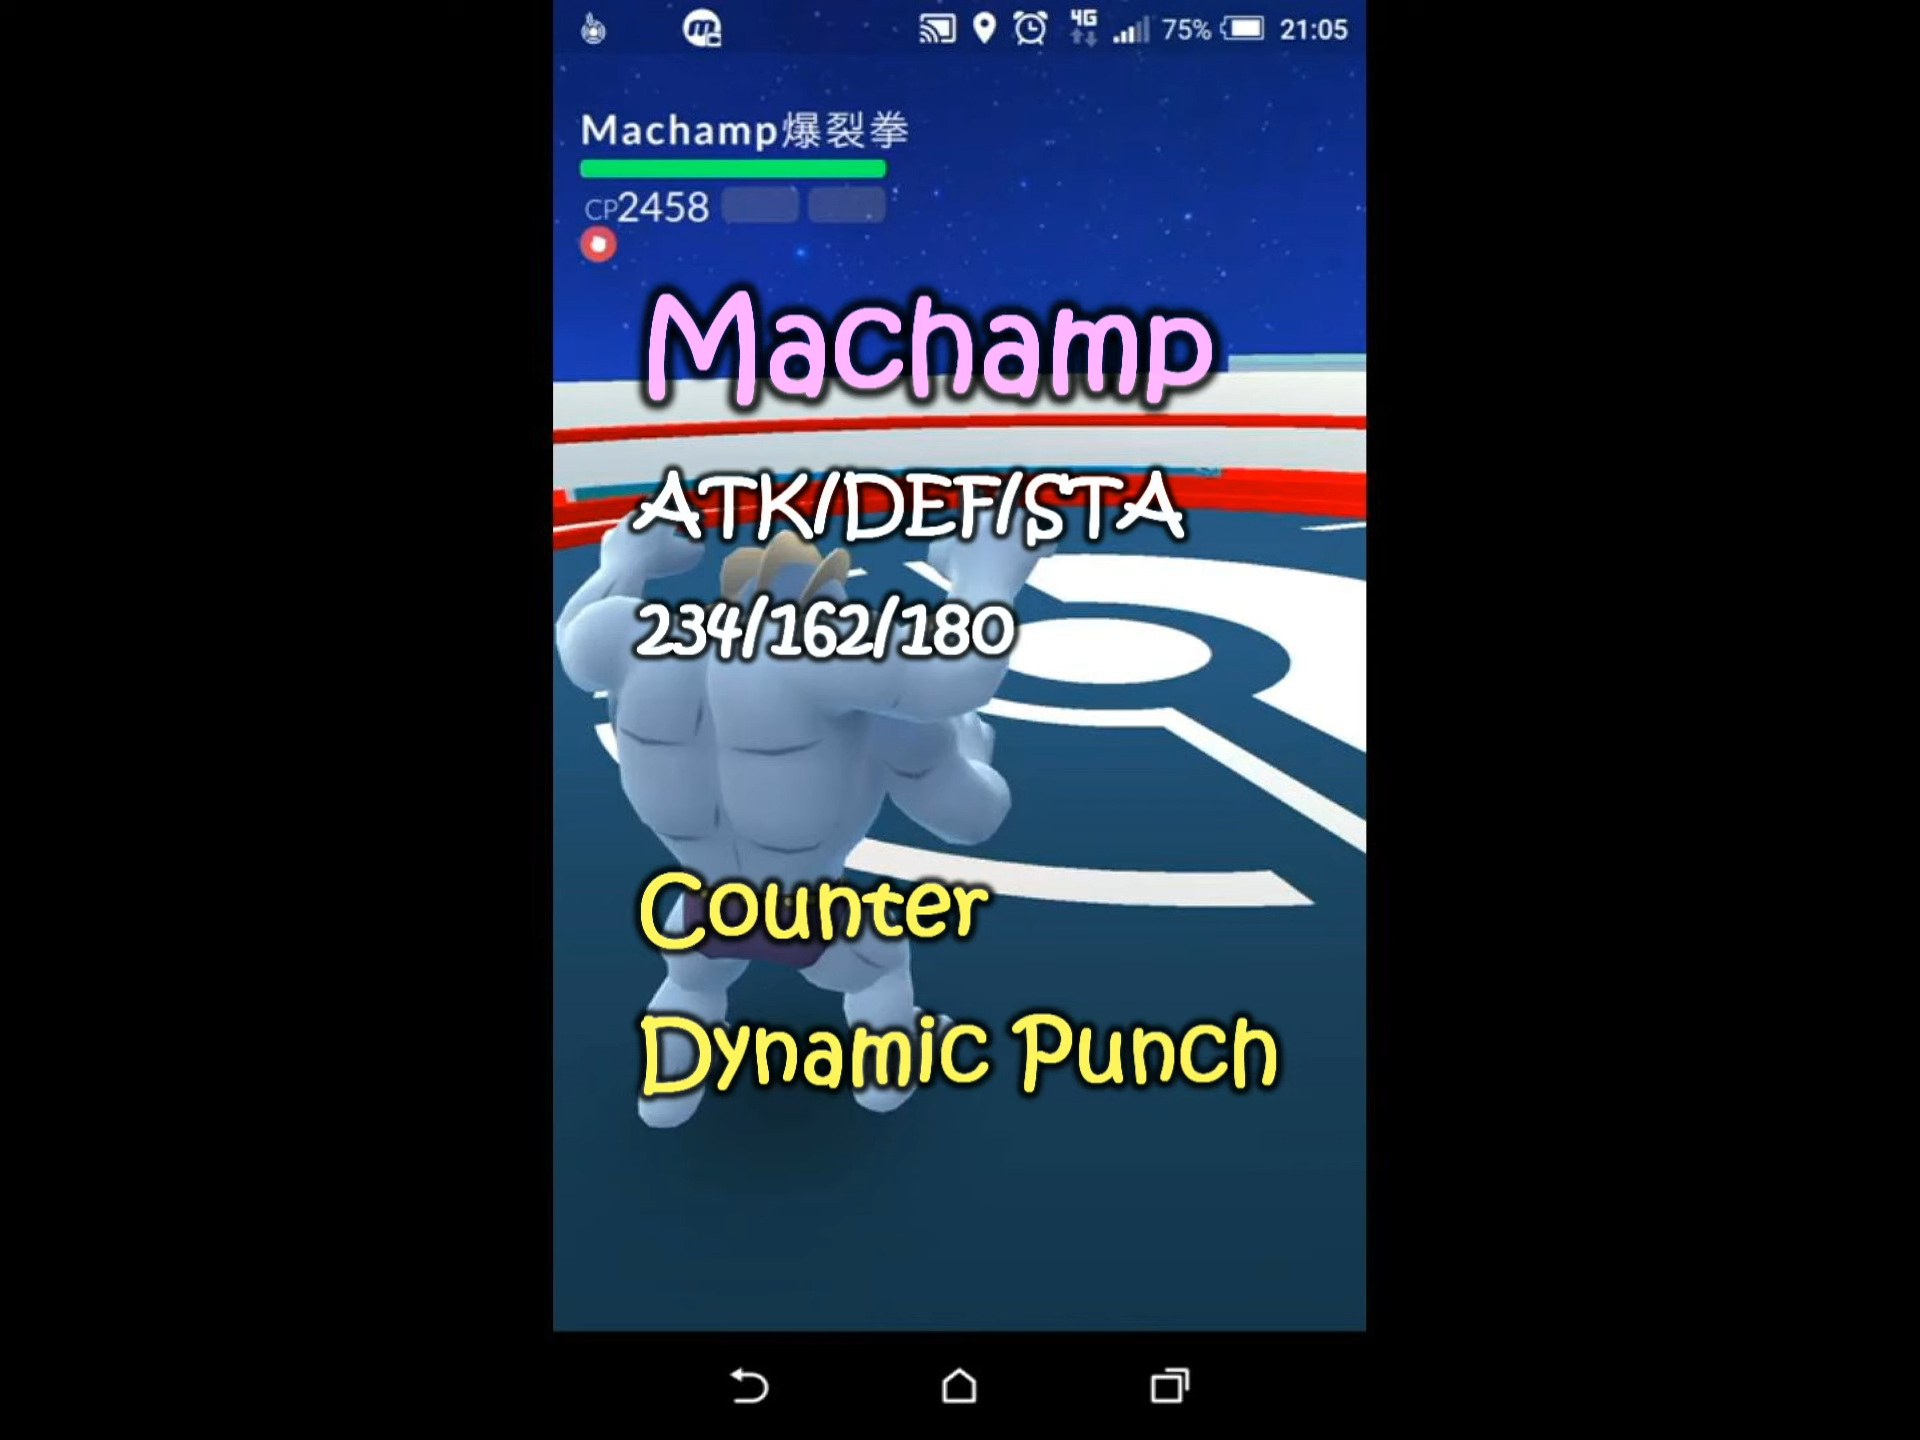 4G
75%
21:05
Machamp爆裂拳
CP2458
Machamp
ATK/DEF/STA
234/162/180
Counter
Dynamic Punch